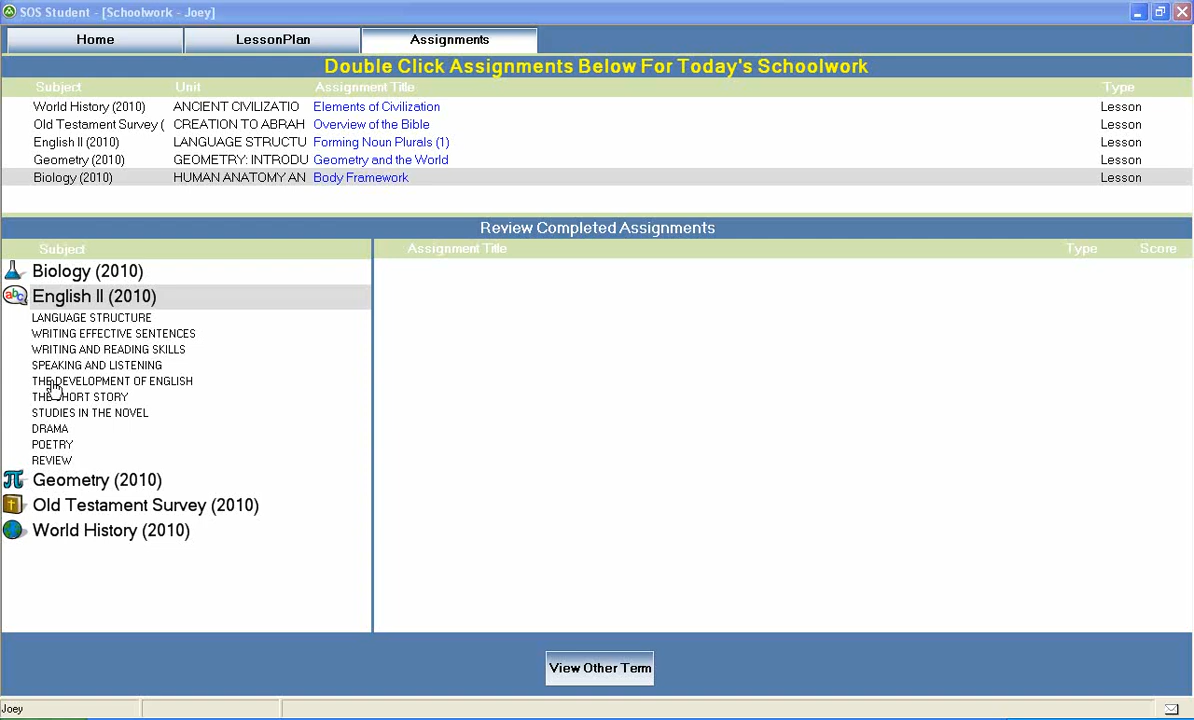 SOS Student - [Schoolwork - Joey]
Home LessonPlan Assignments
Double Click Assignments Below For Today's Schoolwork
Subject Unit Assignment Title Type
World History (2010) ANCIENT CIVILIZATIO Elements of Civilization Lesson
Old Testament Survey ( CREATION TO ABRAH Overview of the Bible Lesson
English II (2010) LANGUAGE STRUCTU Forming Noun Plurals (1) Lesson
Geometry (2010) GEOMETRY: INTRODU Geometry and the World Lesson
Biology (2010) HUMAN ANATOMY AN Body Framework Lesson
Review Completed Assignments
Subject Assignment Title Type Score
Biology (2010)
abc English II (2010)
LANGUAGE STRUCTURE
WRITING EFFECTIVE SENTENCES
WRITING AND READING SKILLS
SPEAKING AND LISTENING
THE DEVELOPMENT OF ENGLISH
THE SHORT STORY
STUDIES IN THE NOVEL
DRAMA
POETRY
REVIEW
Geometry (2010)
Old Testament Survey (2010)
World History (2010)
View Other Term
Joey